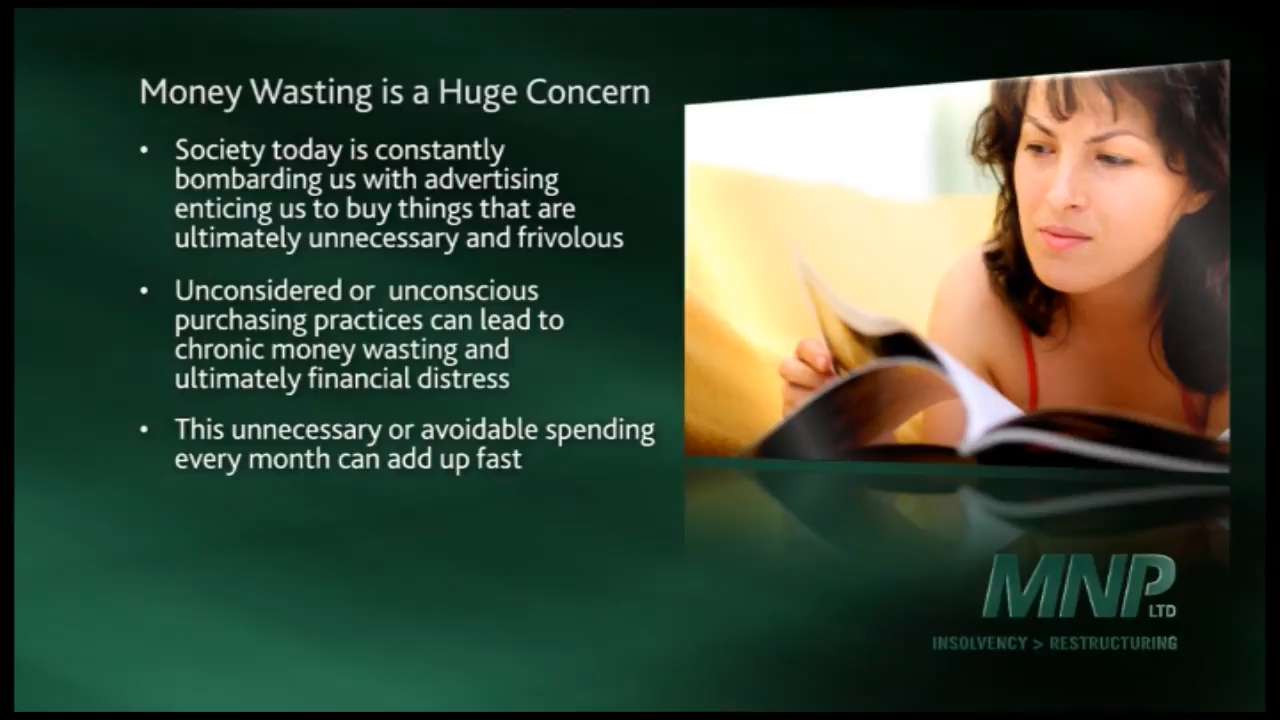 Money Wasting is a Huge Concern
• Society today is constantly
bombarding us with advertising
enticing us to buy things that are
ultimately unnecessary and frivolous
• Unconsidered or  unconscious
purchasing practices can lead to
chronic money wasting and
ultimately financial distress
• This unnecessary or avoidable spending
every month can add up fast
MNP
LTD
INSOLVENCY > RESTRUCTURING